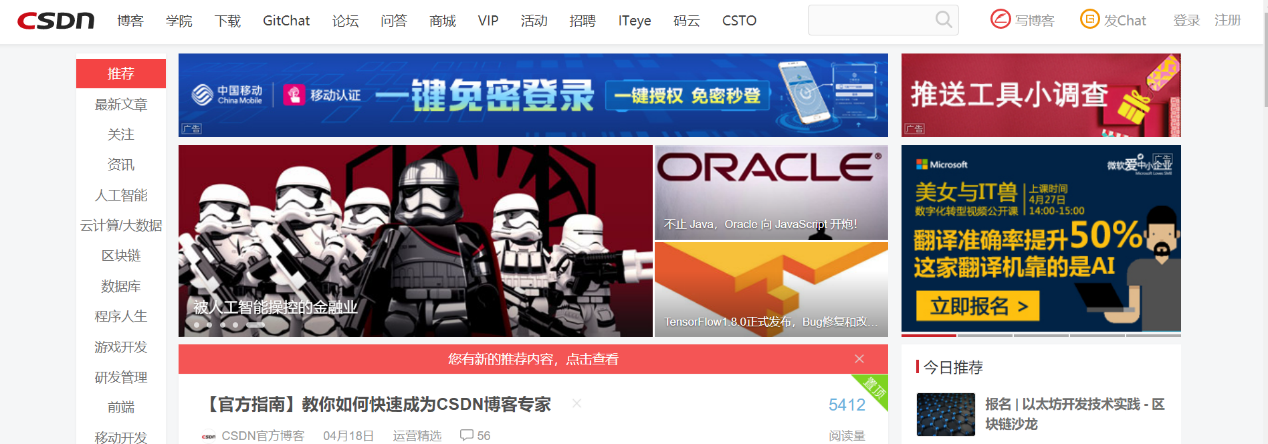 CSDN 博客 学院 下载 GitChat 论坛 问答 商城 VIP 活动 招聘 ITeye 码云 CSTO 写博客 发Chat 登录 注册
推荐
最新文章
关注
资讯
人工智能
云计算/大数据
区块链
数据库
程序人生
游戏开发
研发管理
前端
移动开发
中国移动
China Mobile
移动认证
一键免密登录
一键授权 免密秒登
广告
推送工具小调查
广告
被人工智能操控的金融业
ORACLE®
不止 Java，Oracle 向 JavaScript 开炮！
TensorFlow1.8.0正式发布，Bug修复和改...
Microsoft
微软爱中小企业
广告
美女与IT兽
数字化转型视频公开课
上课时间
4月27日
14:00-15:00
翻译准确率提升50%
这家翻译机靠的是AI
立即报名 >
您有新的推荐内容，点击查看 ×
置顶
【官方指南】教你如何快速成为CSDN博客专家 ×
5412
CSDN官方博客 04月18日 运营精选 56
阅读量
今日推荐
报名 | 以太坊开发技术实践 - 区
块链沙龙